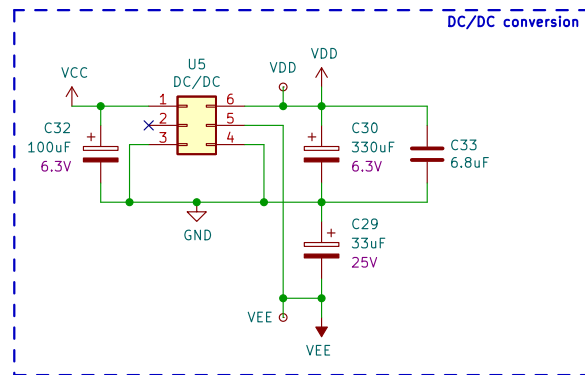 DC/DC conversion
U5
DC/DC
VCC
VDD
VDD
1
2
3
6
5
4
+
C32
100uF
6.3V
+
C30
330uF
6.3V
C33
6.8uF
GND
+
C29
33uF
25V
VEE
VEE